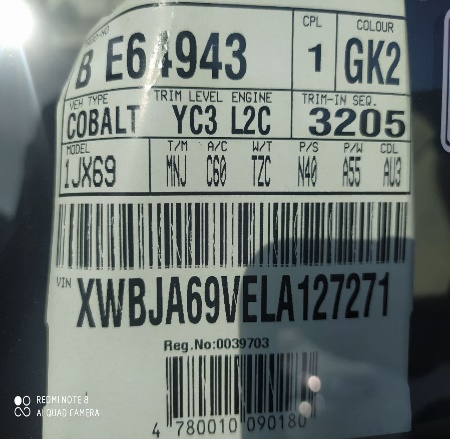 B E64943 1 GK2
CPL COLOUR
VEH TYPE TRIM LEVEL ENGINE TRIM-IN SEQ.
COBALT YC3 L2C 3205
MODEL T/M A/C W/T P/S P/W CDL
1JX69 MNJ C60 TZC N40 A55 AU3
VIN XWBJA69VELA127271
Reg.No:0039703
4 780010 090180
REDMI NOTE 8
AI QUAD CAMERA